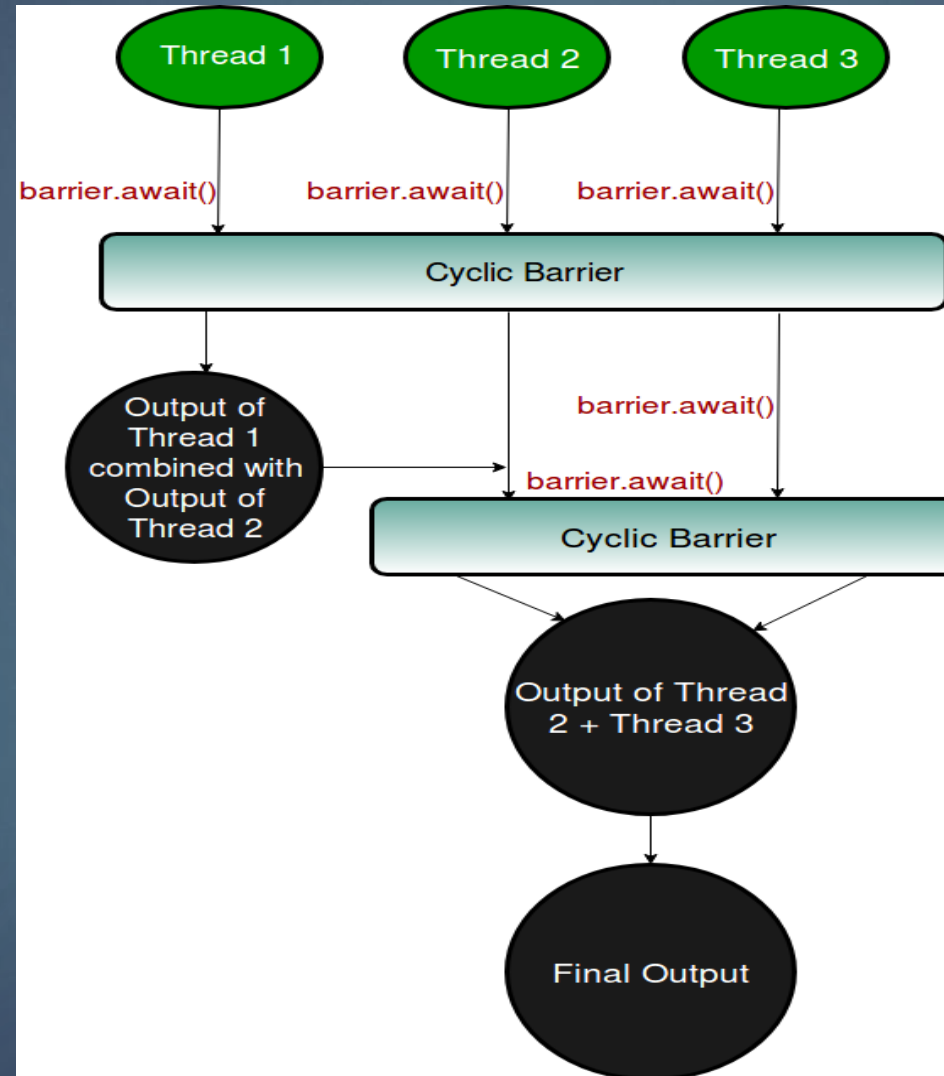 Thread 1
Thread 2
Thread 3
barrier.await()
barrier.await()
barrier.await()
Cyclic Barrier
Output of
Thread 1
combined with
Output of
Thread 2
barrier.await()
barrier.await()
Cyclic Barrier
Output of Thread
2 + Thread 3
Final Output